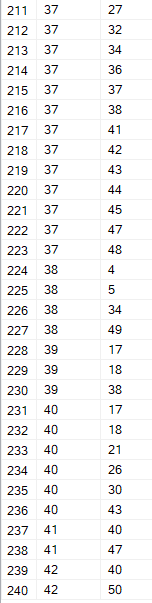 211 37 27
212 37 32
213 37 34
214 37 36
215 37 37
216 37 38
217 37 41
218 37 42
219 37 43
220 37 44
221 37 45
222 37 47
223 37 48
224 38 4
225 38 5
226 38 34
227 38 49
228 39 17
229 39 18
230 39 38
231 40 17
232 40 18
233 40 21
234 40 26
235 40 30
236 40 43
237 41 40
238 41 47
239 42 40
240 42 50